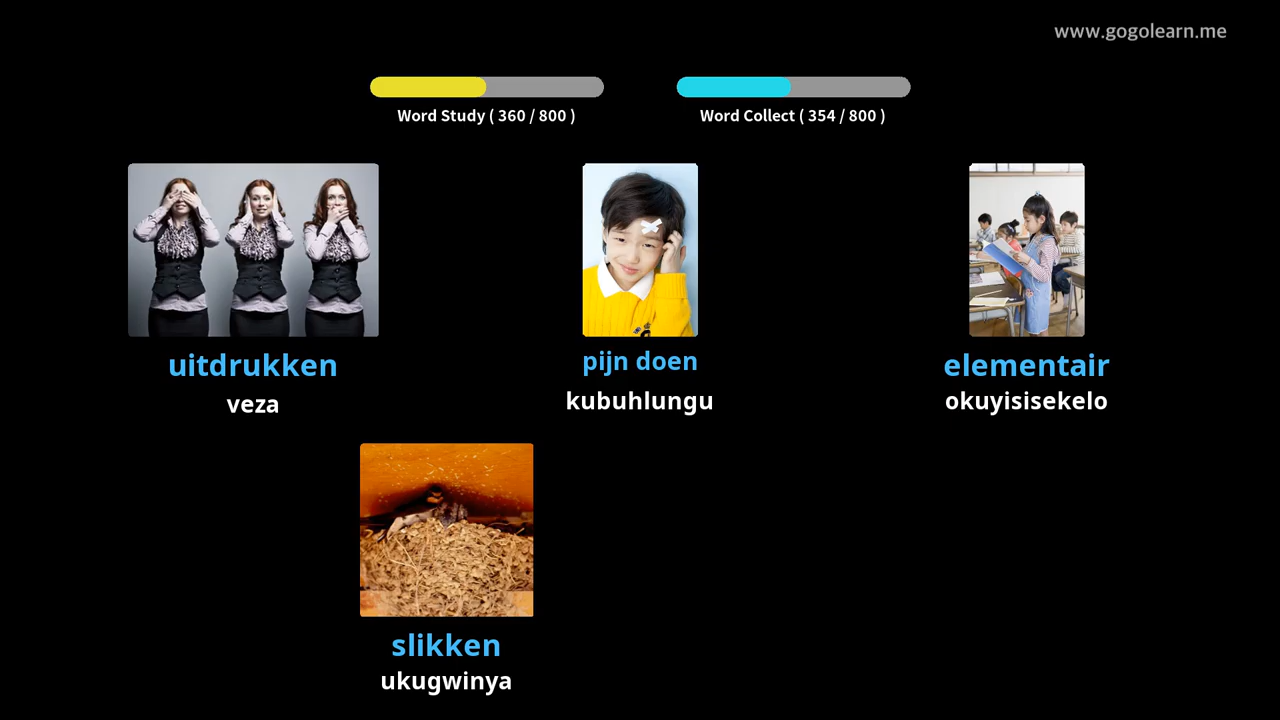 www.gogolearn.me
Word Study ( 360 / 800 )
Word Collect ( 354 / 800 )
uitdrukken
veza
pijn doen
kubuhlungu
elementair
okuyisisekelo
slikken
ukugwinya